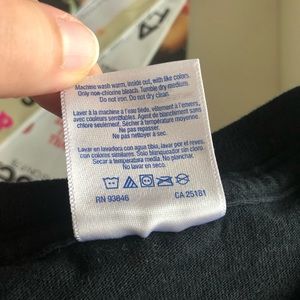 Machine wash warm, inside out, with like colors.
Only non-chlorine bleach. Tumble dry medium.
Do not iron. Do not dry clean.
Laver à la machine à l'eau tiède, vêtement à l'envers,
avec couleurs semblables. Agent de blanchiment sans
chlore seulement. Sécher à température moyenne.
Ne pas repasser.
Ne pas nettoyer à sec.
Lavar en lavadora con agua tibia, lavar por el revez.
con colores similares. Solo blanqueador sin cloro.
Secar a temperatura media. No planchar.
No lavar en seco.
RN 93846
CA 251B1